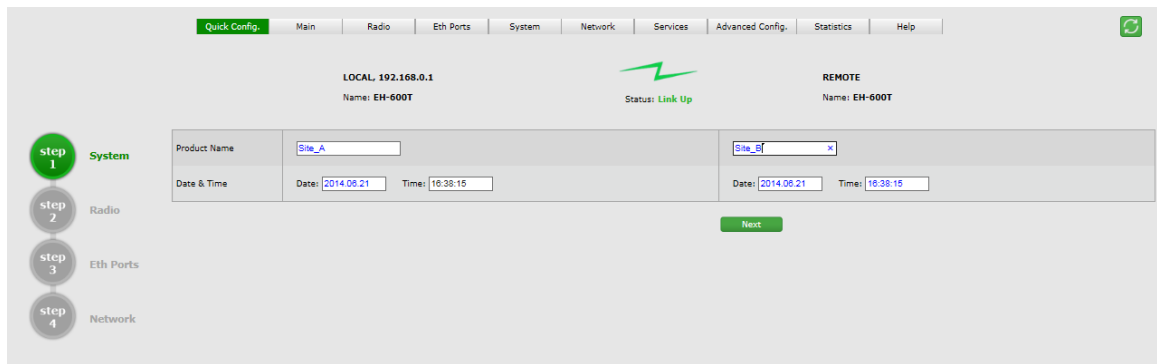 Quick Config. Main Radio Eth Ports System Network Services Advanced Config. Statistics Help
LOCAL, 192.168.0.1 REMOTE
Name: EH-600T Status: Link Up Name: EH-600T
step 1 System
Product Name Site_A Site_B ×
Date & Time Date: 2014.06.21 Time: 16:38:15 Date: 2014.06.21 Time: 16:38:15
step 2 Radio
Next
step 3 Eth Ports
step 4 Network